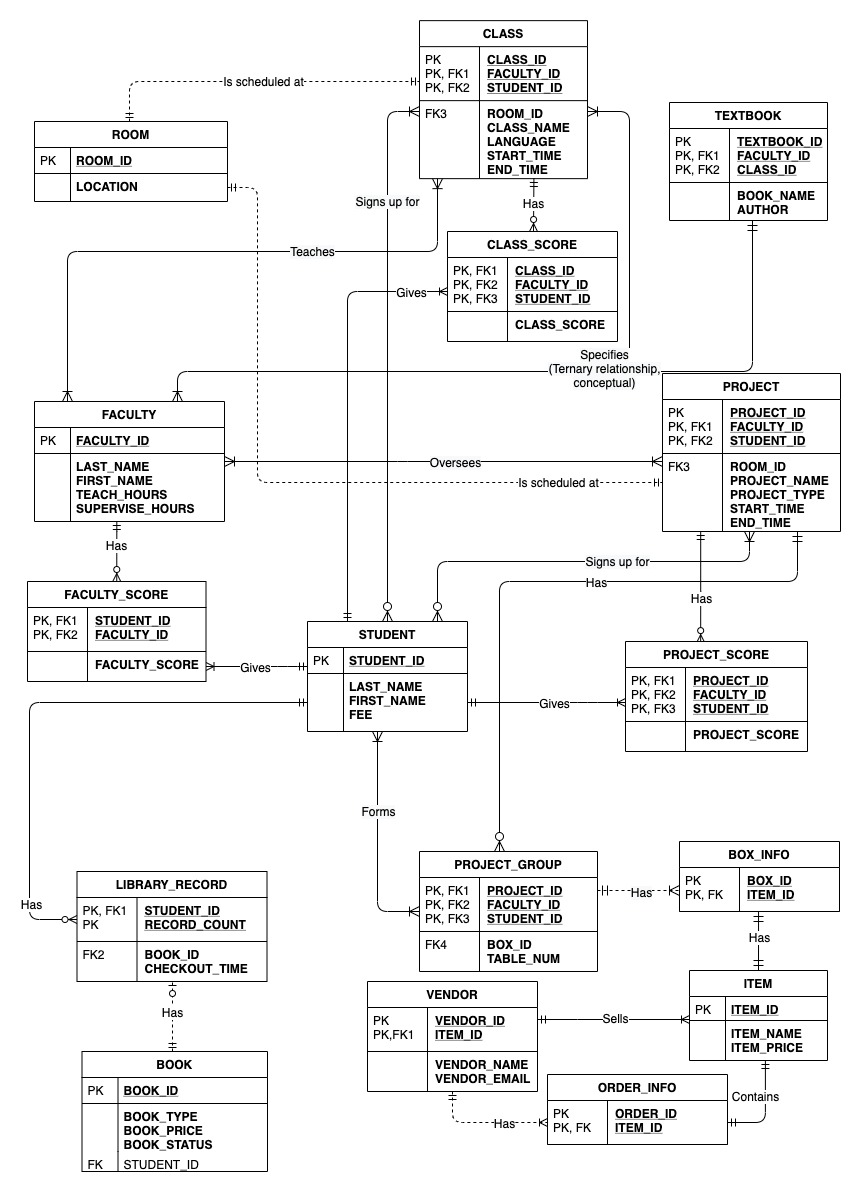 CLASS
PK CLASS_ID
PK, FK1 FACULTY_ID
PK, FK2 STUDENT_ID
FK3 ROOM_ID
CLASS_NAME
LANGUAGE
START_TIME
END_TIME
Is scheduled at
ROOM
PK ROOM_ID
LOCATION
TEXTBOOK
PK TEXTBOOK_ID
PK, FK1 FACULTY_ID
PK, FK2 CLASS_ID
BOOK_NAME
AUTHOR
Signs up for
Has
Teaches
CLASS_SCORE
PK, FK1 CLASS_ID
PK, FK2 FACULTY_ID
PK, FK3 STUDENT_ID
CLASS_SCORE
Gives
Specifies
(Ternary relationship,
conceptual)
FACULTY
PK FACULTY_ID
LAST_NAME
FIRST_NAME
TEACH_HOURS
SUPERVISE_HOURS
PROJECT
PK PROJECT_ID
PK, FK1 FACULTY_ID
PK, FK2 STUDENT_ID
FK3 ROOM_ID
PROJECT_NAME
PROJECT_TYPE
START_TIME
END_TIME
Oversees
Is scheduled at
Has
Signs up for
Has
Has
FACULTY_SCORE
PK, FK1 STUDENT_ID
PK, FK2 FACULTY_ID
FACULTY_SCORE
Gives
STUDENT
PK STUDENT_ID
LAST_NAME
FIRST_NAME
FEE
Gives
PROJECT_SCORE
PK, FK1 PROJECT_ID
PK, FK2 FACULTY_ID
PK, FK3 STUDENT_ID
PROJECT_SCORE
Forms
Has
LIBRARY_RECORD
PK, FK1 STUDENT_ID
PK RECORD_COUNT
FK2 BOOK_ID
CHECKOUT_TIME
PROJECT_GROUP
PK, FK1 PROJECT_ID
PK, FK2 FACULTY_ID
PK, FK3 STUDENT_ID
FK4 BOX_ID
TABLE_NUM
Has
BOX_INFO
PK BOX_ID
PK, FK ITEM_ID
Has
Has
ITEM
PK ITEM_ID
ITEM_NAME
ITEM_PRICE
VENDOR
PK VENDOR_ID
PK,FK1 ITEM_ID
VENDOR_NAME
VENDOR_EMAIL
Sells
BOOK
PK BOOK_ID
BOOK_TYPE
BOOK_PRICE
BOOK_STATUS
FK STUDENT_ID
ORDER_INFO
PK ORDER_ID
PK, FK ITEM_ID
Contains
Has